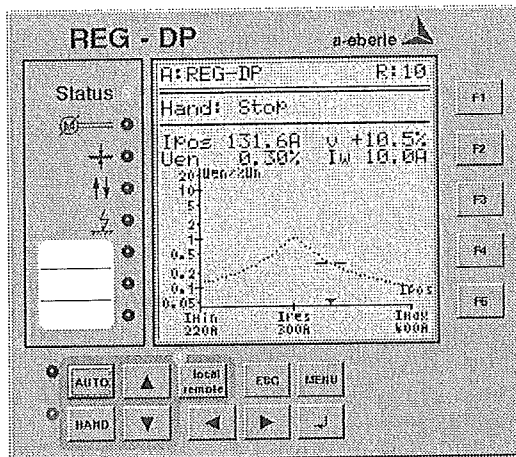 REG - DP
a-eberle
Status
M
A:REG-DP R:10
Hand: Stop
Ipos 131.6A v +10.5%
Uen 0.30% Iw 10.0A
Uen/%Un
20
10
5
2
1
0.5
0.2
0.1
0.05
Ipos
Imin Ires Imax
220A 300A 400A
F1
F2
F3
F4
F5
AUTO
local
remote
ESC
MENU
HAND